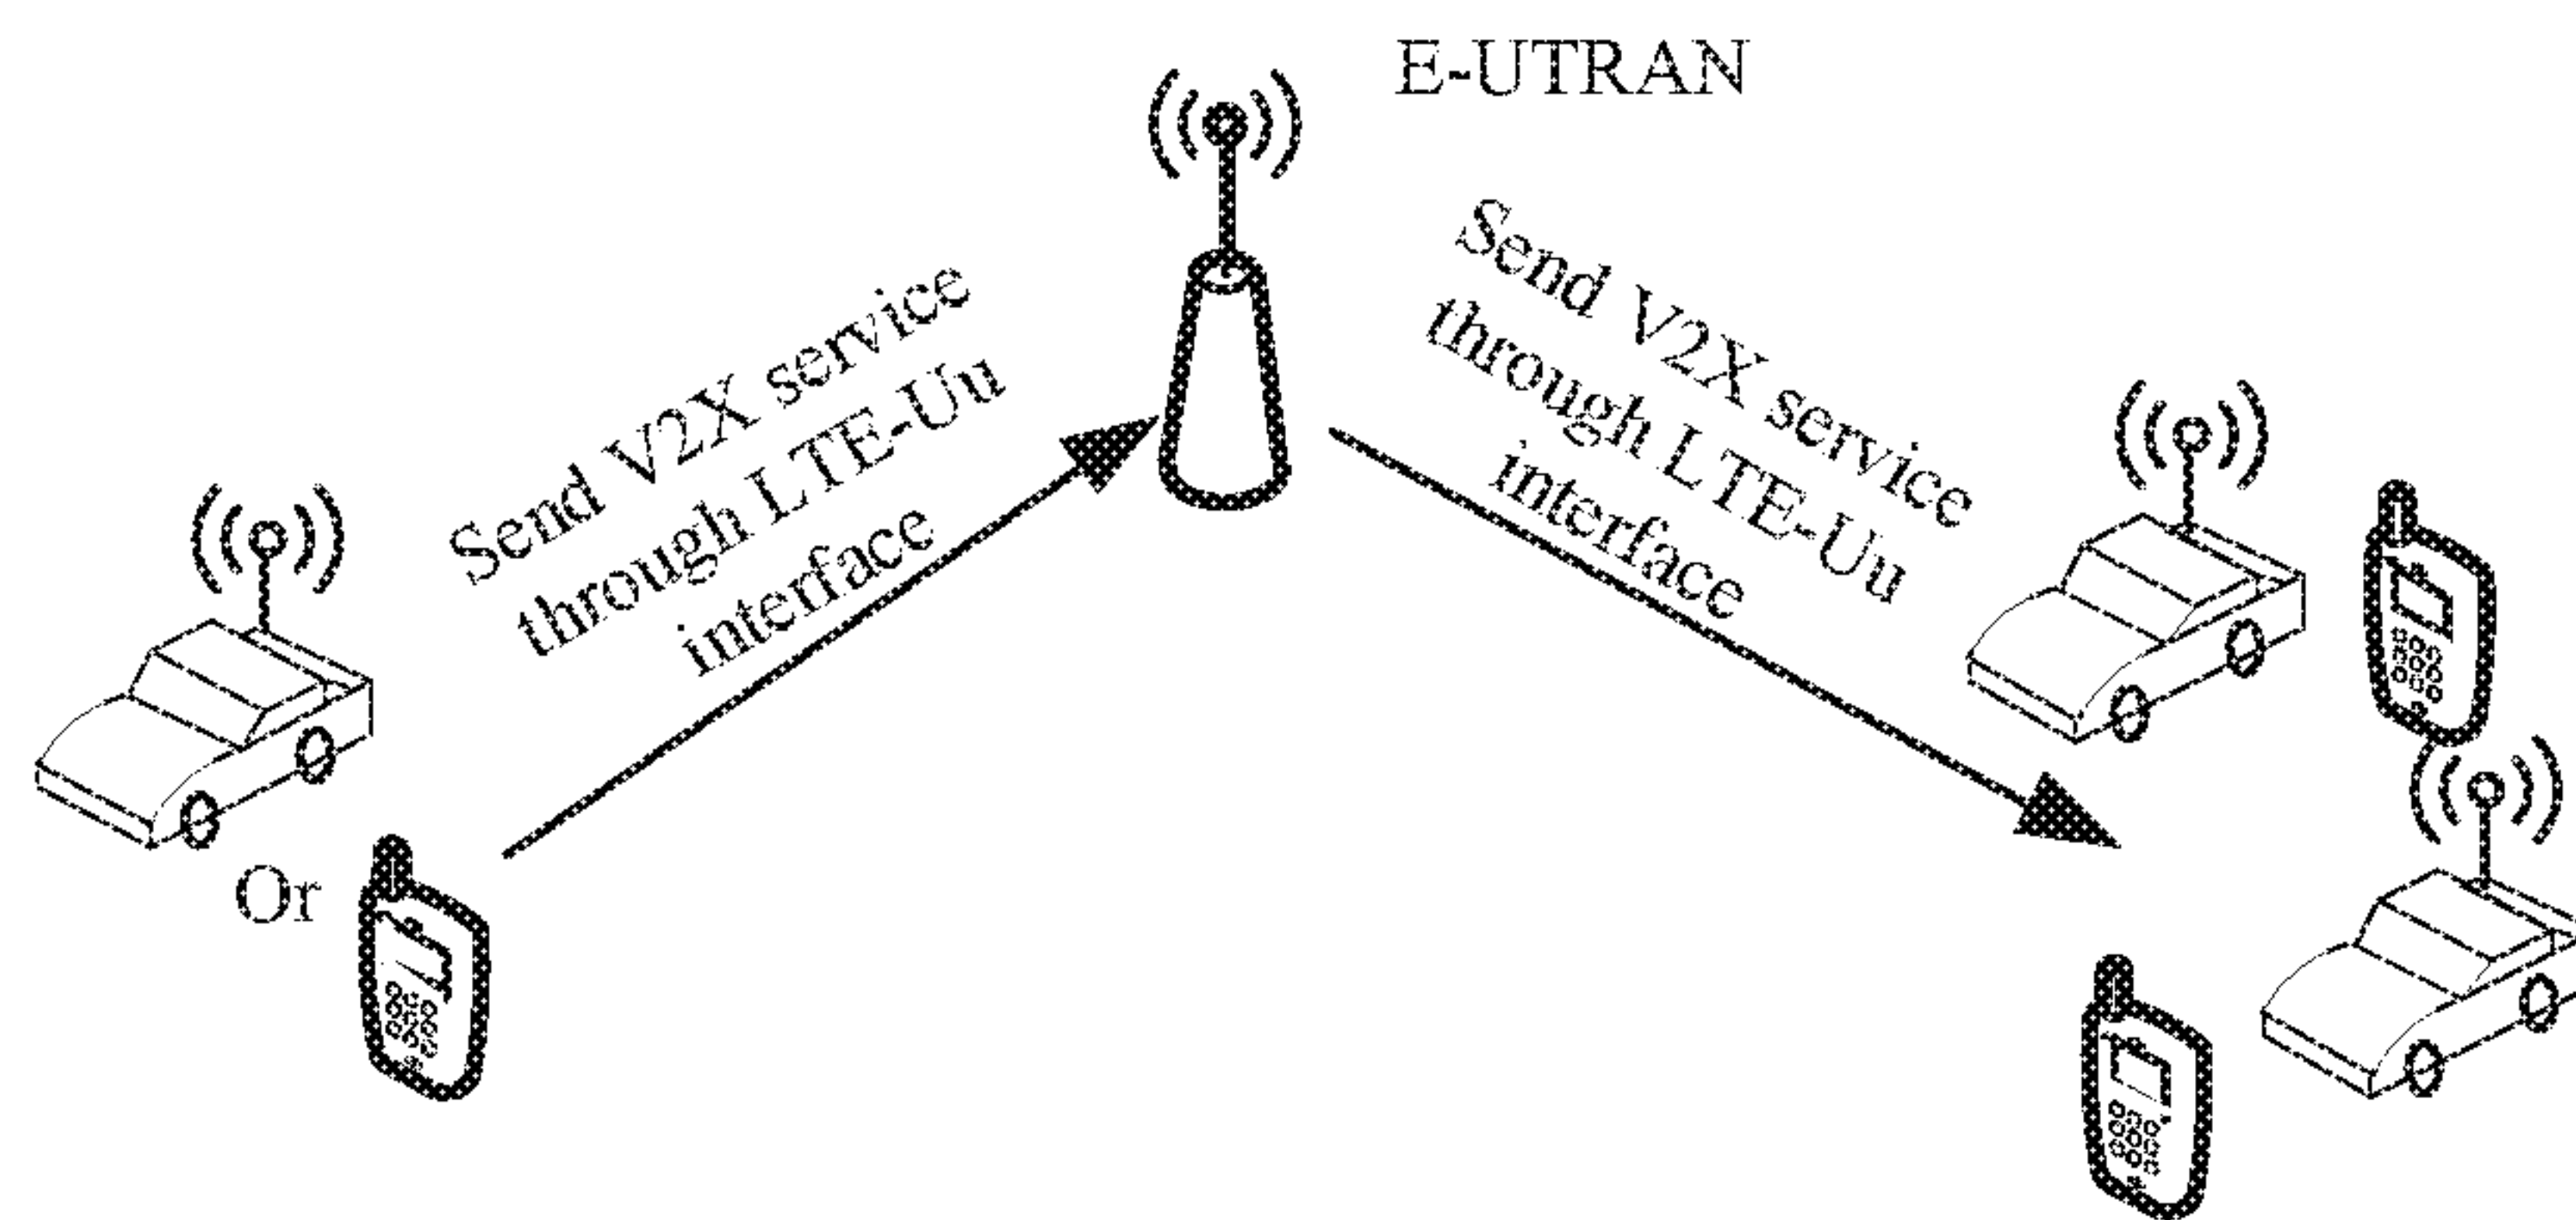 E-UTRAN
Send V2X service
through LTE-Uu
interface
Send V2X service
through LTE-Uu
interface
Or